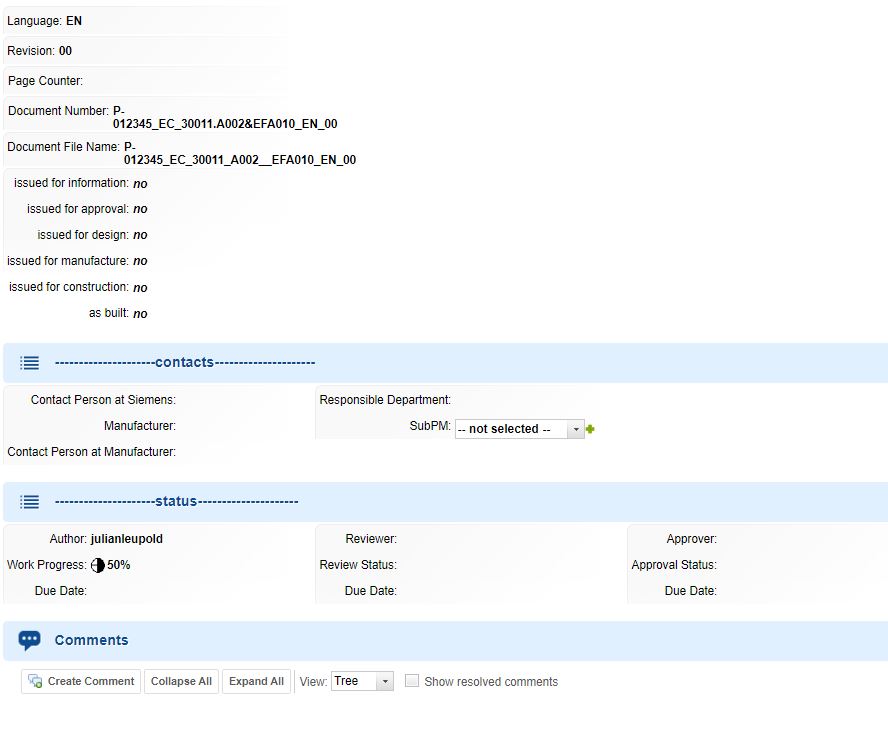 Language: EN
Revision: 00
Page Counter:
Document Number: P-
012345_EC_30011.A002&EFA010_EN_00
Document File Name: P-
012345_EC_30011_A002__EFA010_EN_00
issued for information: no
issued for approval: no
issued for design: no
issued for manufacture: no
issued for construction: no
as built: no
---------------------contacts---------------------
Contact Person at Siemens: Responsible Department:
Manufacturer: SubPM: -- not selected --
Contact Person at Manufacturer:
---------------------status---------------------
Author: julianleupold Reviewer: Approver:
Work Progress: 50% Review Status: Approval Status:
Due Date: Due Date: Due Date:
Comments
Create Comment Collapse All Expand All View: Tree Show resolved comments